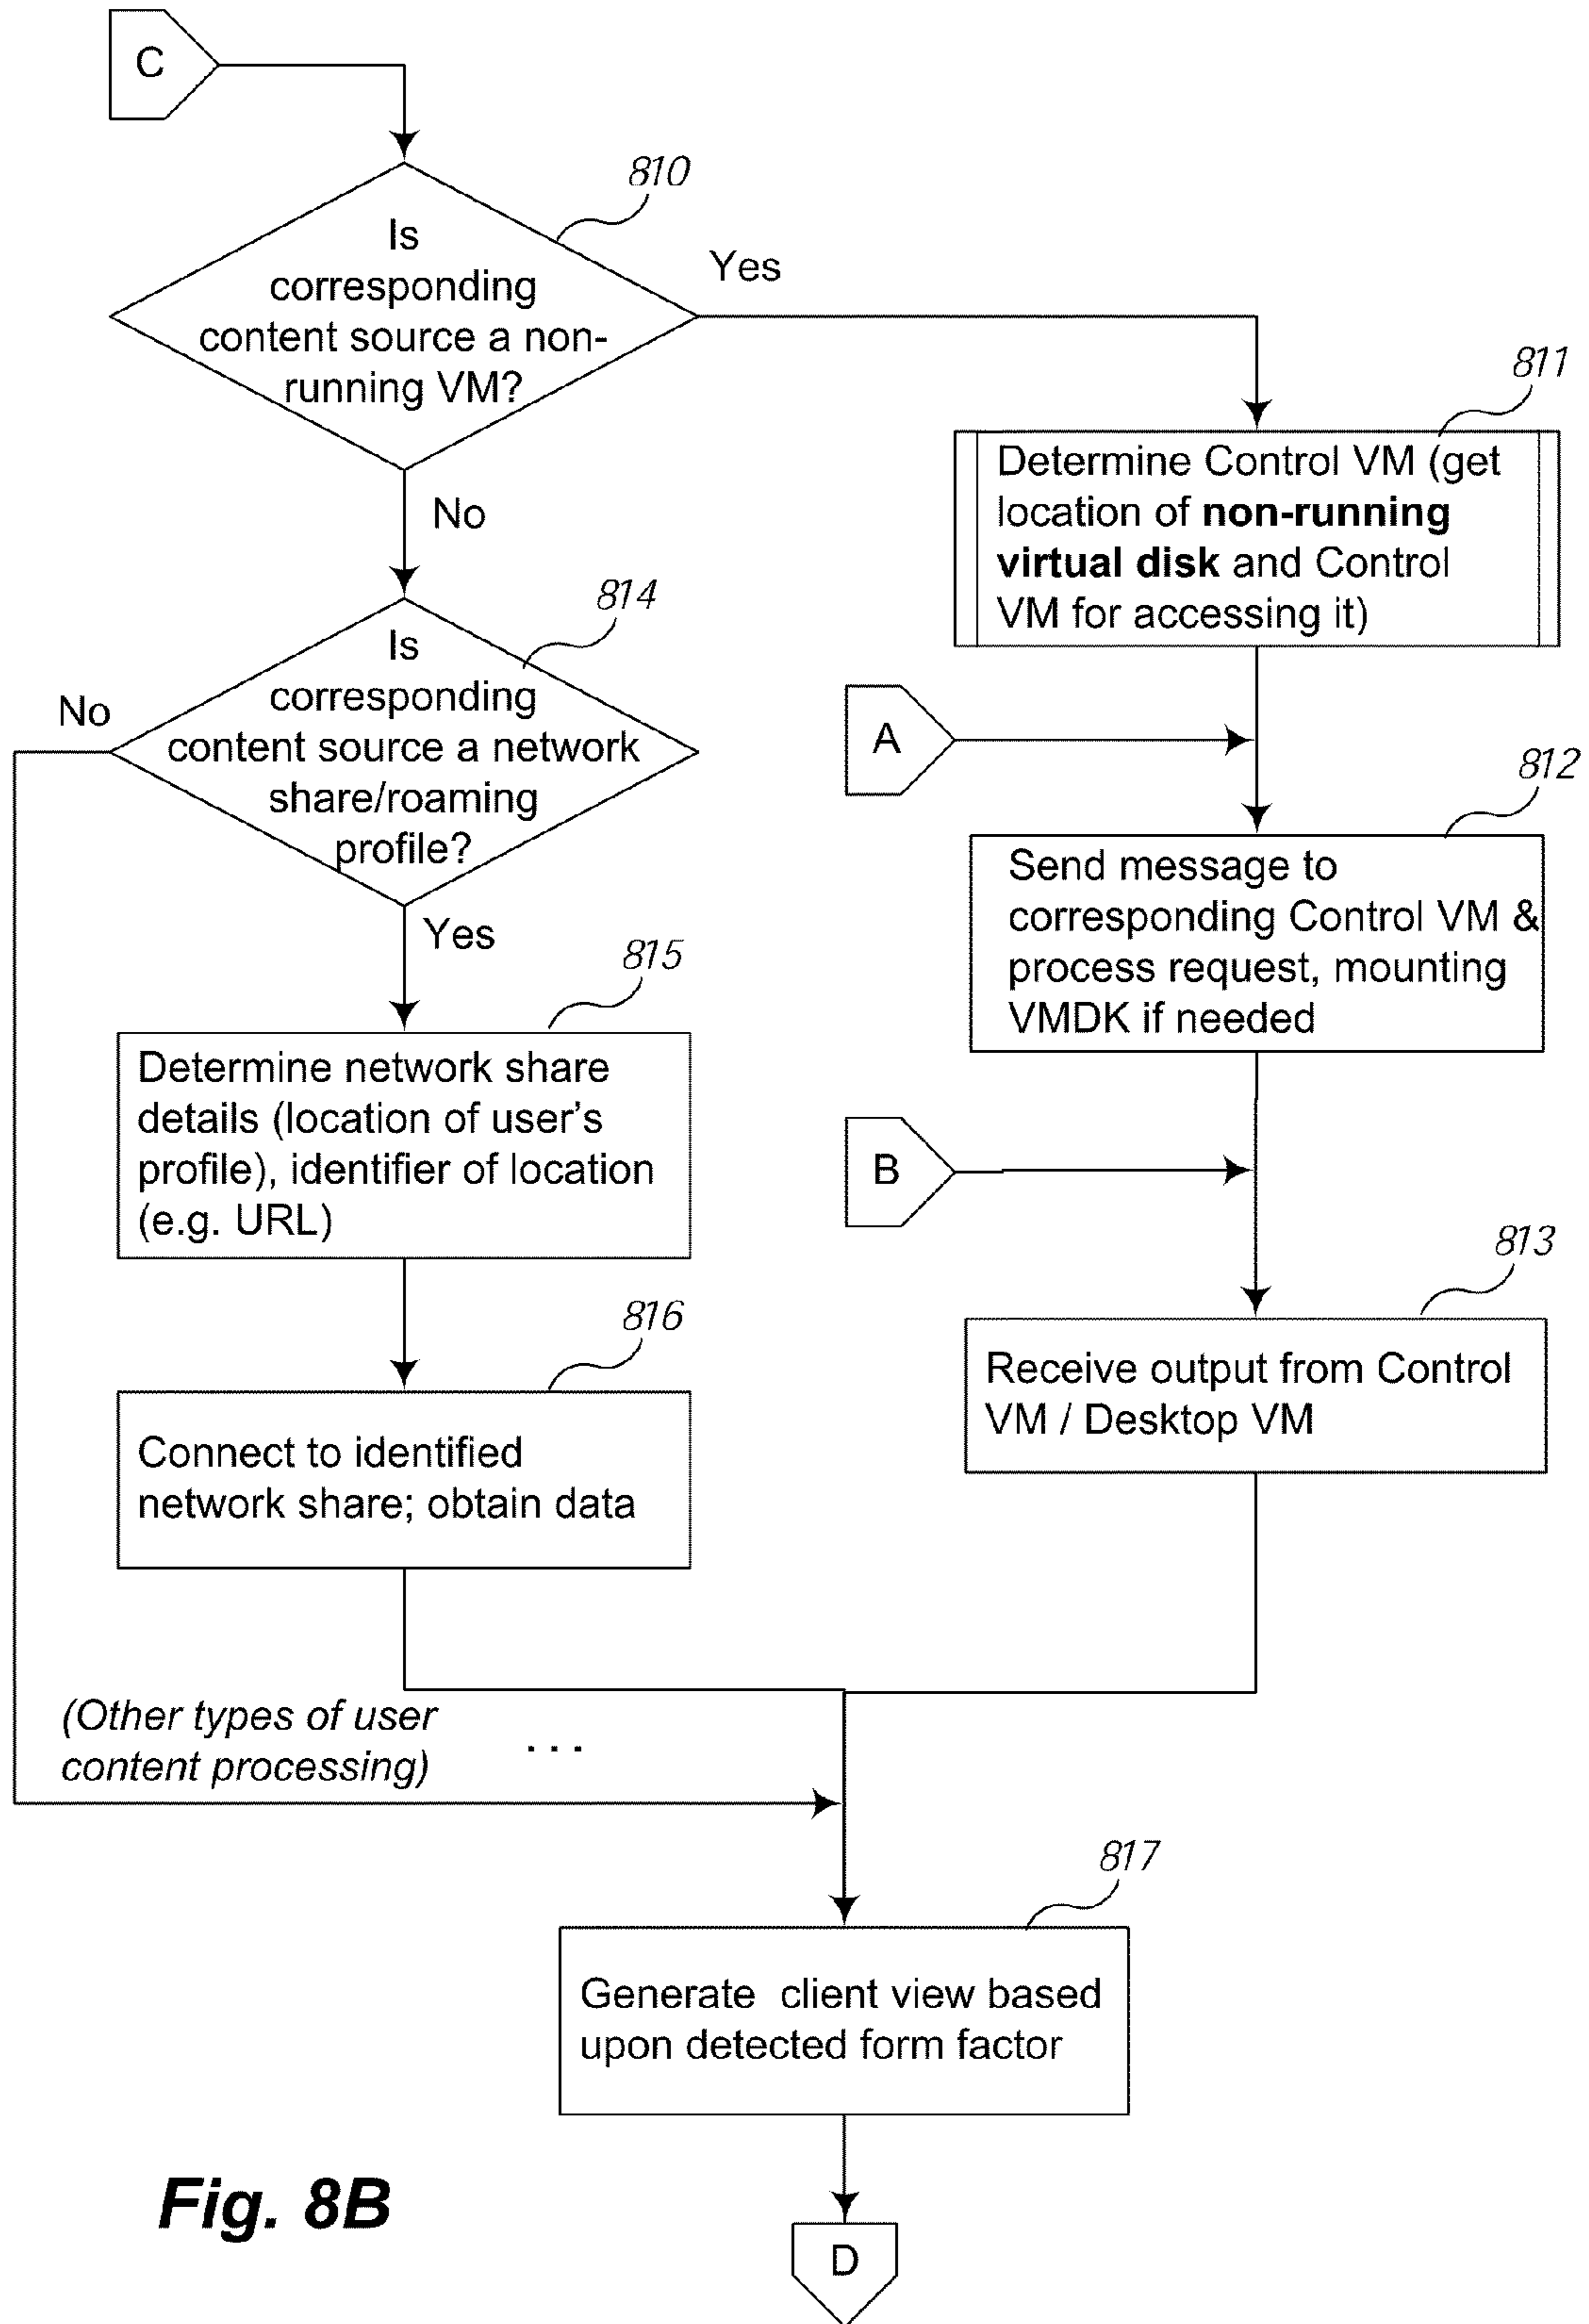 C
810
Is
corresponding
content source a non-
running VM?
Yes
No
811
Determine Control VM (get
location of non-running
virtual disk and Control
VM for accessing it)
814
Is
corresponding
content source a network
share/roaming
profile?
No
Yes
A
812
Send message to
corresponding Control VM &
process request, mounting
VMDK if needed
815
Determine network share
details (location of user's
profile), identifier of location
(e.g. URL)
B
813
Receive output from Control
VM / Desktop VM
816
Connect to identified
network share; obtain data
(Other types of user
content processing)
. . .
817
Generate client view based
upon detected form factor
D
Fig. 8B